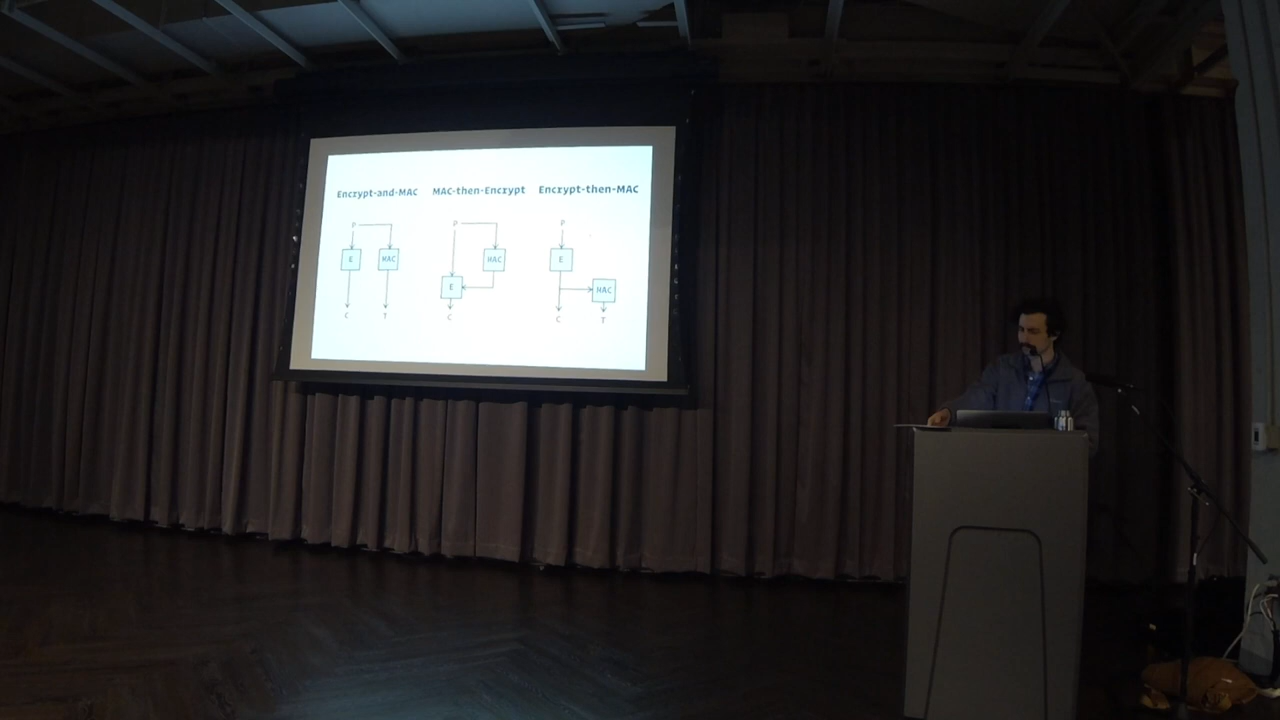 Encrypt-and-MAC MAC-then-Encrypt Encrypt-then-MAC
P P P
E MAC MAC E
E MAC
C T C C T